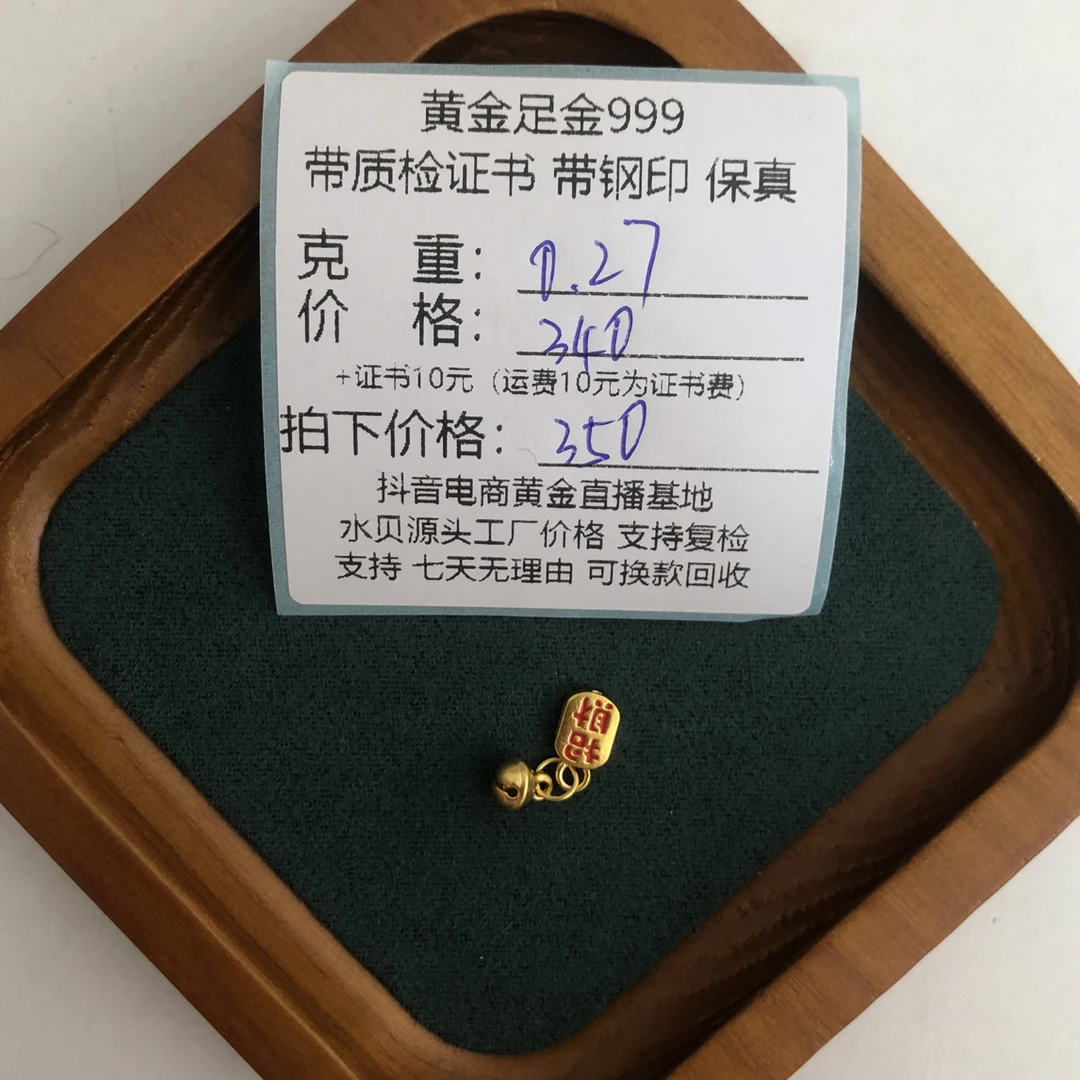 黄金足金999
带质检证书 带钢印 保真
克 重：0.27
价 格：340
+证书10元（运费10元为证书费）
拍下价格：350
抖音电商黄金直播基地
水贝源头工厂价格 支持复检
支持 七天无理由 可换款回收
招財